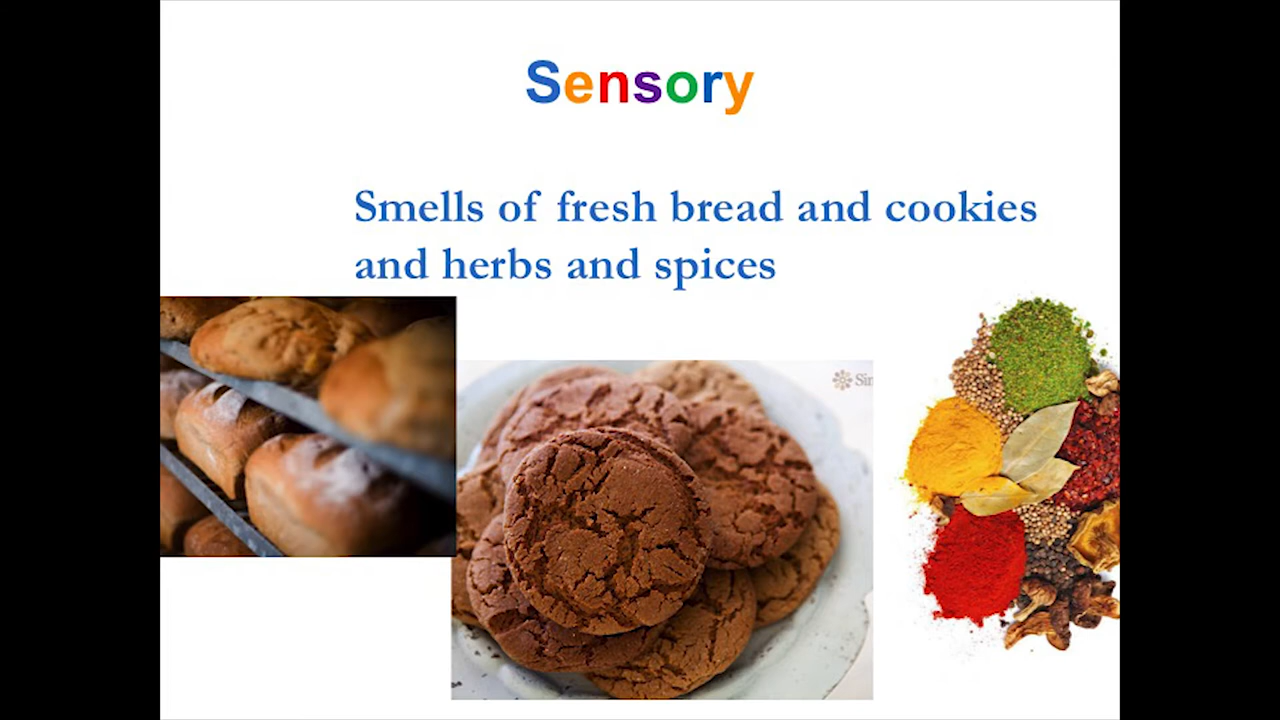 Sensory
Smells of fresh bread and cookies
and herbs and spices